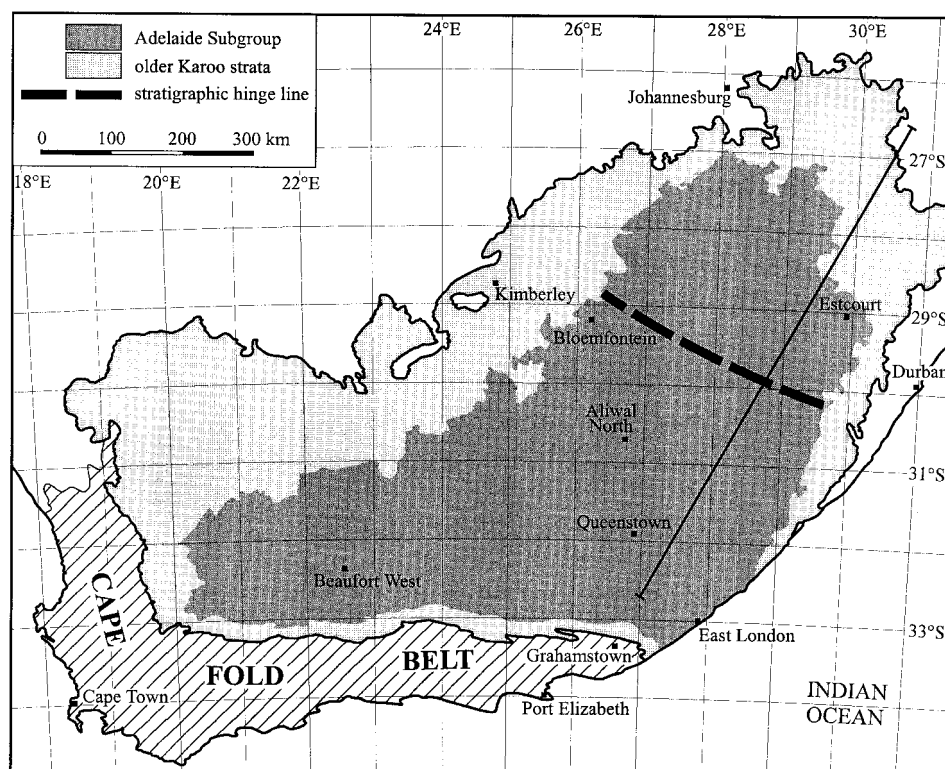 Adelaide Subgroup
older Karoo strata
stratigraphic hinge line
0 100 200 300 km
24°E 26°E 28°E 30°E
18°E 20°E 22°E
Johannesburg
27°S
Kimberley
Estcourt
29°S
Bloemfontein
Durban
Aliwal
North
31°S
Queenstown
Beaufort West
CAPE
East London
33°S
Grahamstown
FOLD BELT
Cape Town
Port Elizabeth
INDIAN
OCEAN